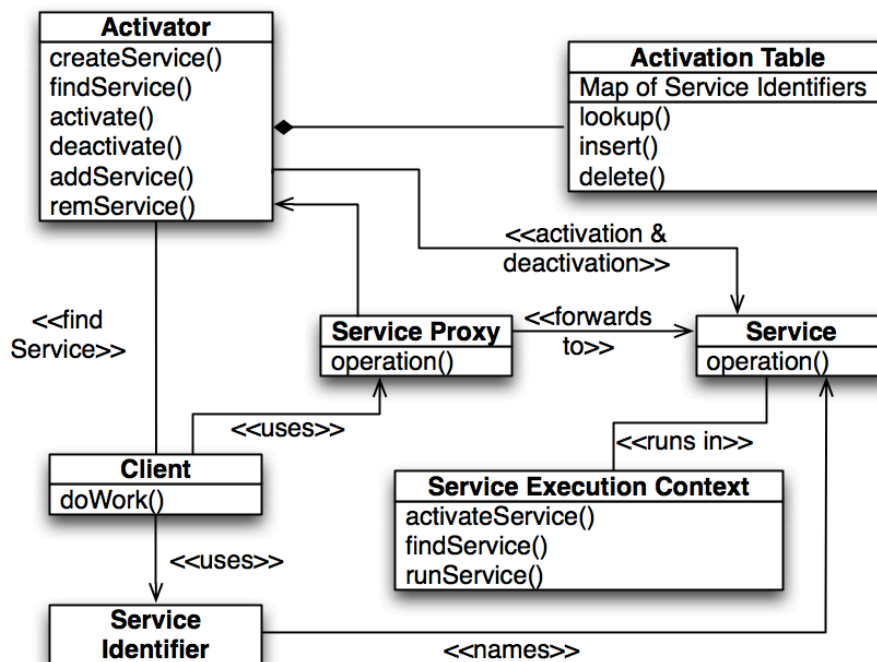 Activator
createService()
findService()
activate()
deactivate()
addService()
remService()
Activation Table
Map of Service Identifiers
lookup()
insert()
delete()
<<activation &
deactivation>>
<<find
Service>>
Service Proxy
operation()
<<forwards
to>>
Service
operation()
<<uses>>
<<runs in>>
Client
doWork()
Service Execution Context
activateService()
findService()
runService()
<<uses>>
Service
Identifier
<<names>>